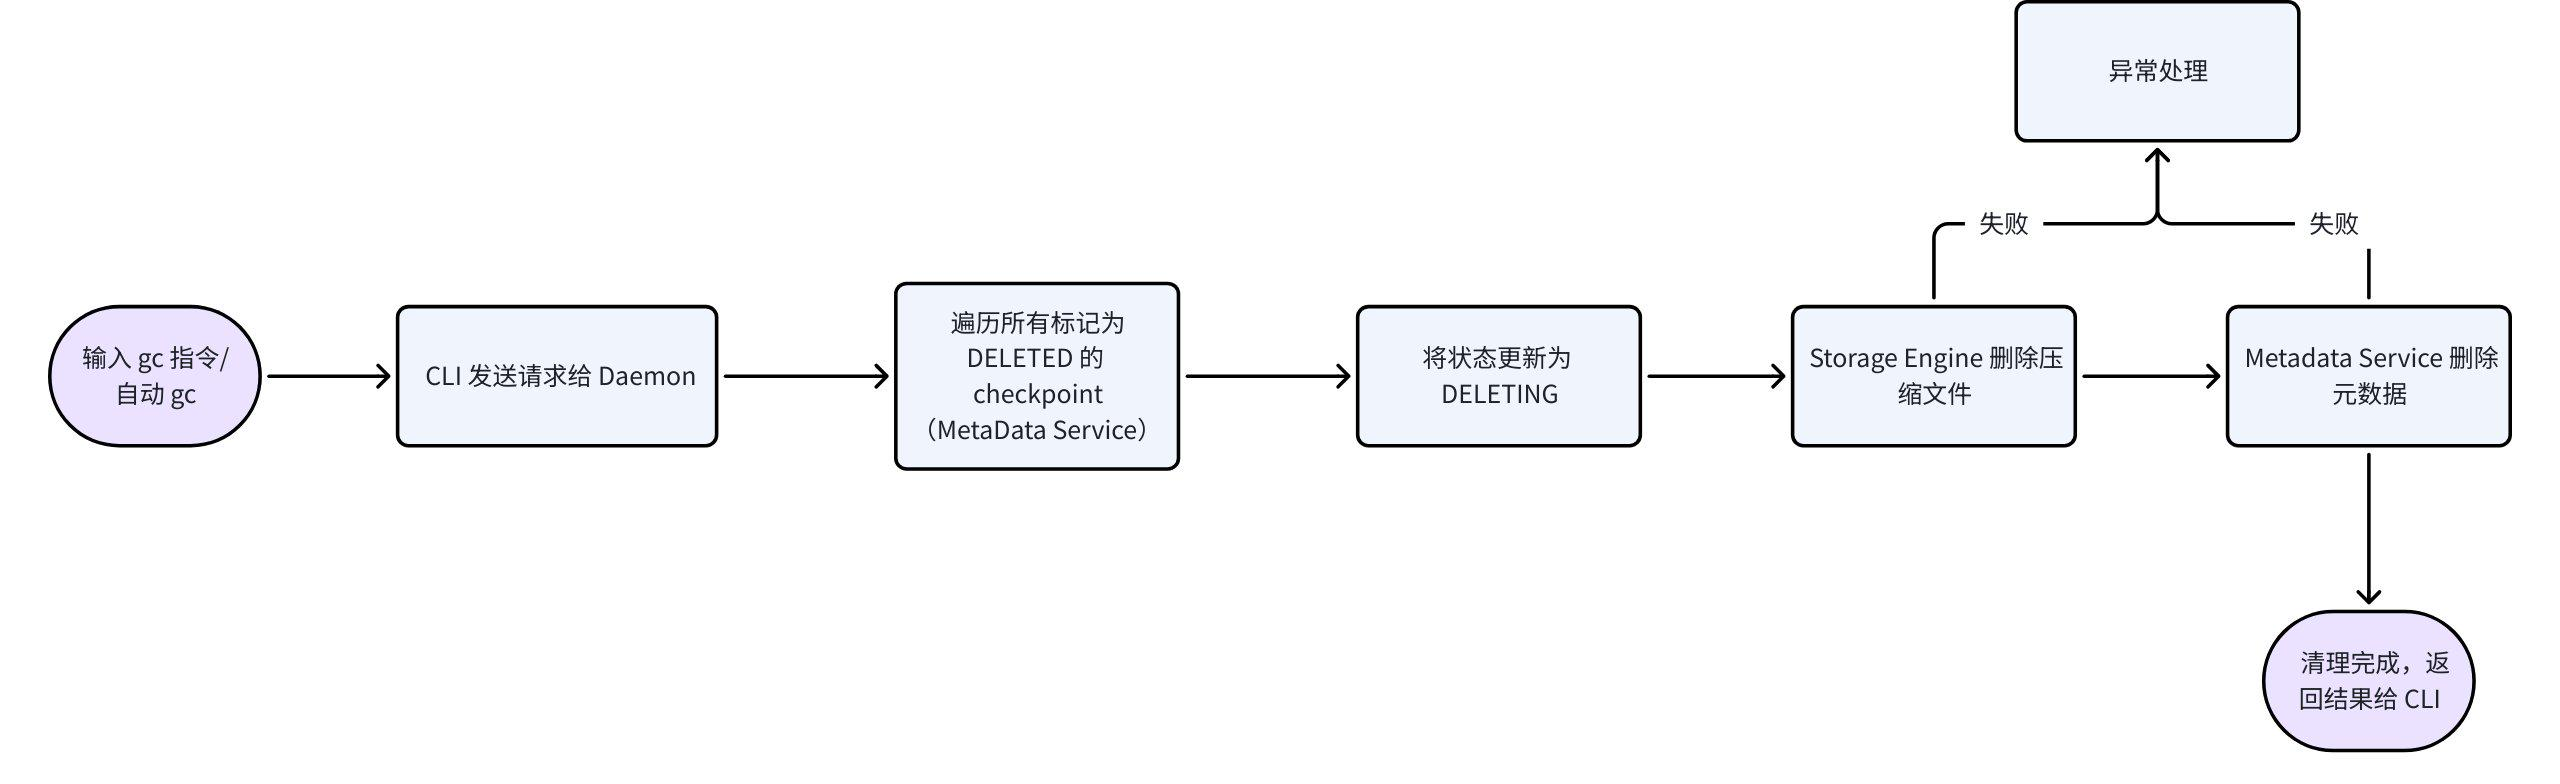 输入 gc 指令/
自动 gc
CLI 发送请求给 Daemon
遍历所有标记为
DELETED 的
checkpoint
（MetaData Service）
将状态更新为
DELETING
Storage Engine 删除压
缩文件
Metadata Service 删除
元数据
失败
失败
异常处理
清理完成，返
回结果给 CLI